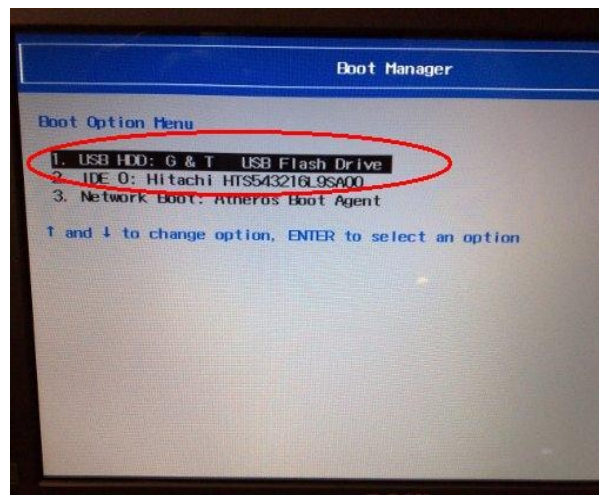 Boot Manager
Boot Option Menu
1. USB HDD: G & T USB Flash Drive
2. IDE 0: Hitachi HTS543216L9SA00
3. Network Boot: Atheros Boot Agent
↑ and ↓ to change option, ENTER to select an option